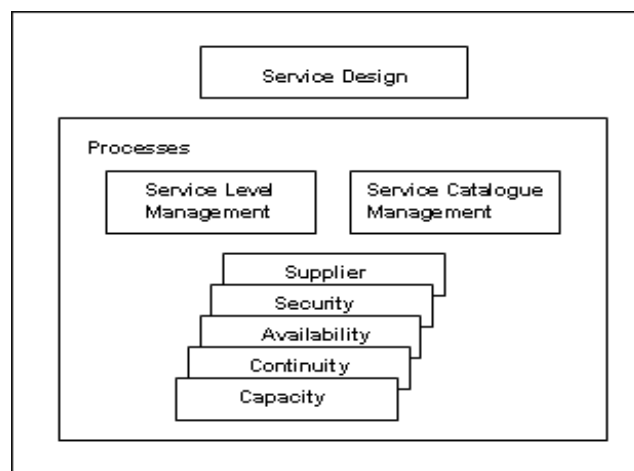 Service Design
Processes
Service Level
Management
Service Catalogue
Management
Supplier
Security
Availability
Continuity
Capacity